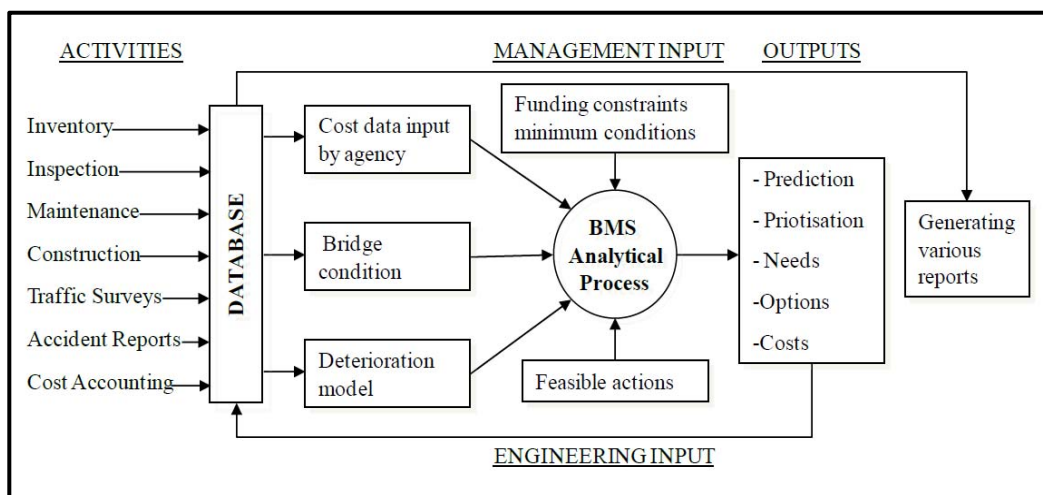 ACTIVITIES
MANAGEMENT INPUT
OUTPUTS
Inventory
Inspection
Maintenance
Construction
Traffic Surveys
Accident Reports
Cost Accounting
DATABASE
Cost data input
by agency
Bridge
condition
Deterioration
model
Funding constraints
minimum conditions
BMS
Analytical
Process
Feasible actions
- Prediction
- Priotisation
- Needs
-Options
-Costs
Generating
various
reports
ENGINEERING INPUT